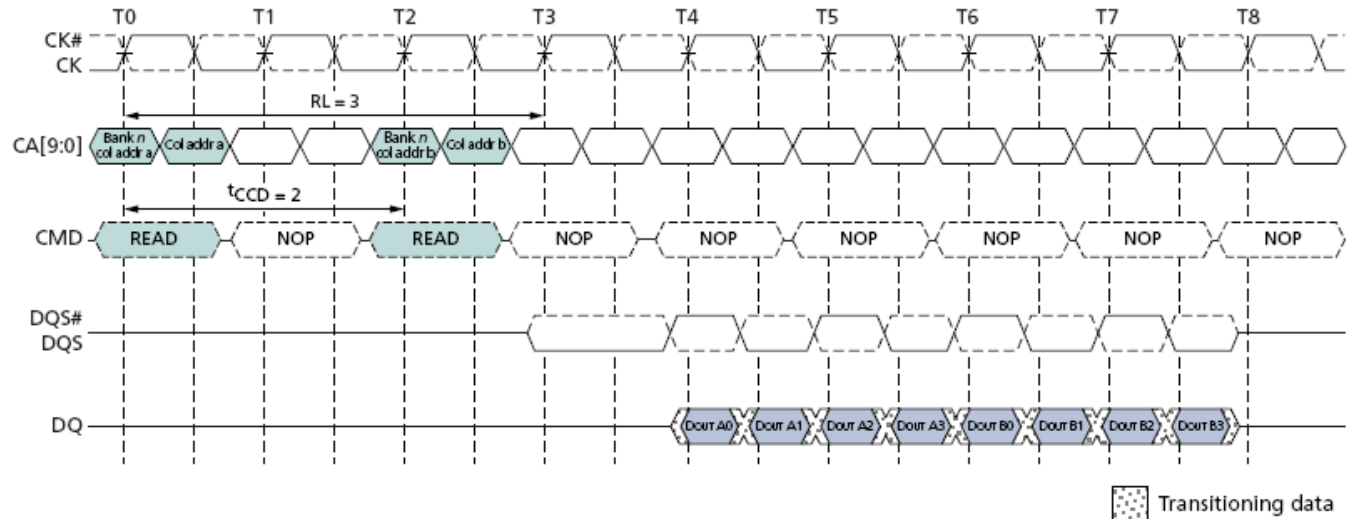 T0 T1 T2 T3 T4 T5 T6 T7 T8
CK#
CK
RL = 3
CA[9:0] Bank n col addr a Col addr a Bank n col addr b Col addr b
tCCD = 2
CMD READ NOP READ NOP NOP NOP NOP NOP NOP
DQS#
DQS
DQ DOUT A0 DOUT A1 DOUT A2 DOUT A3 DOUT B0 DOUT B1 DOUT B2 DOUT B3
Transitioning data